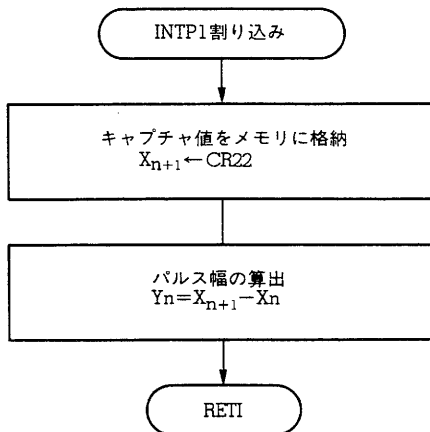 INTP1割り込み
キャプチャ値をメモリに格納
Xn+1←CR22
パルス幅の算出
Yn=Xn+1−Xn
RETI